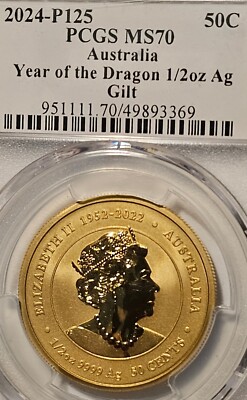 2024-P125 50C
PCGS MS70
Australia
Year of the Dragon 1/2oz Ag
Gilt
951111.70/49893369
ELIZABETH II 1952-2022 • AUSTRALIA •
1/2oz 9999 Ag 50 CENTS